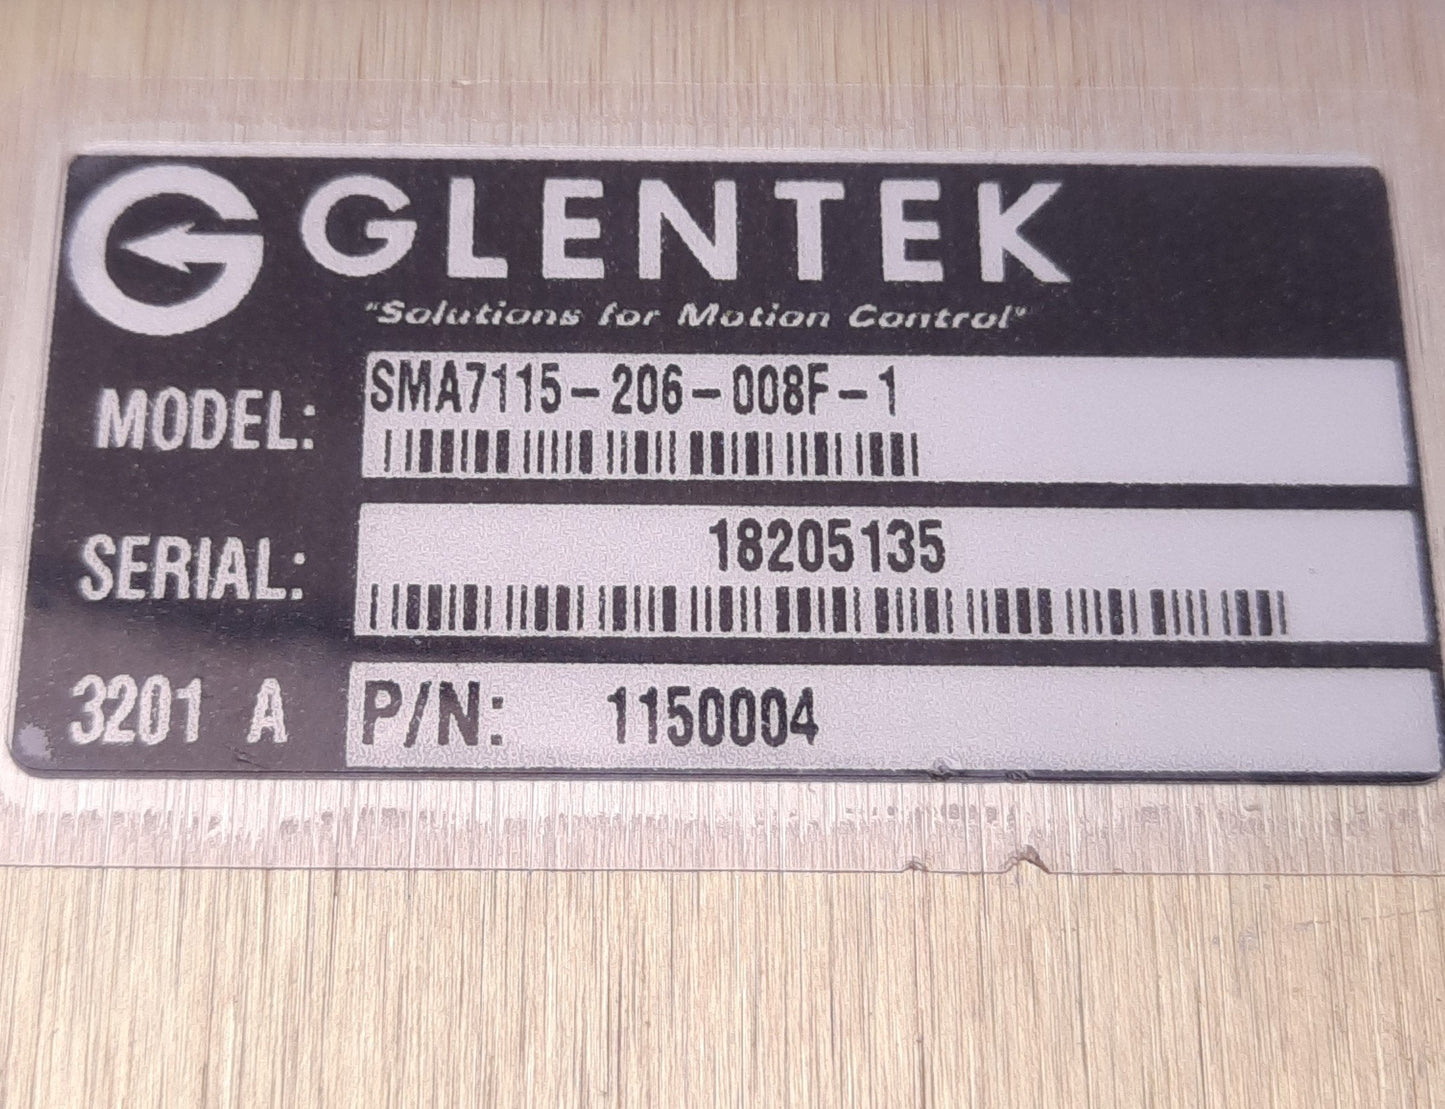 GLENTEK
"Solutions for Motion Control"
MODEL: SMA7115-206-008F-1
SERIAL: 18205135
3201 A P/N: 1150004